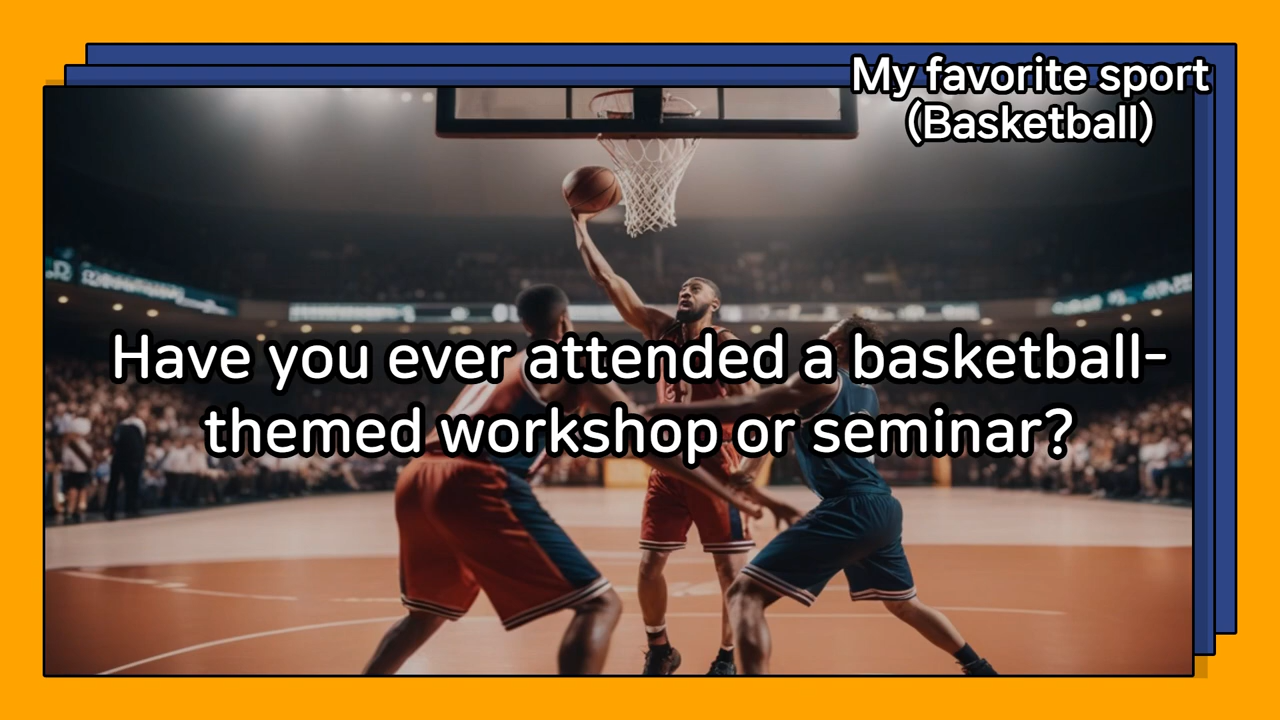 My favorite sport
(Basketball)
Have you ever attended a basketball-
themed workshop or seminar?